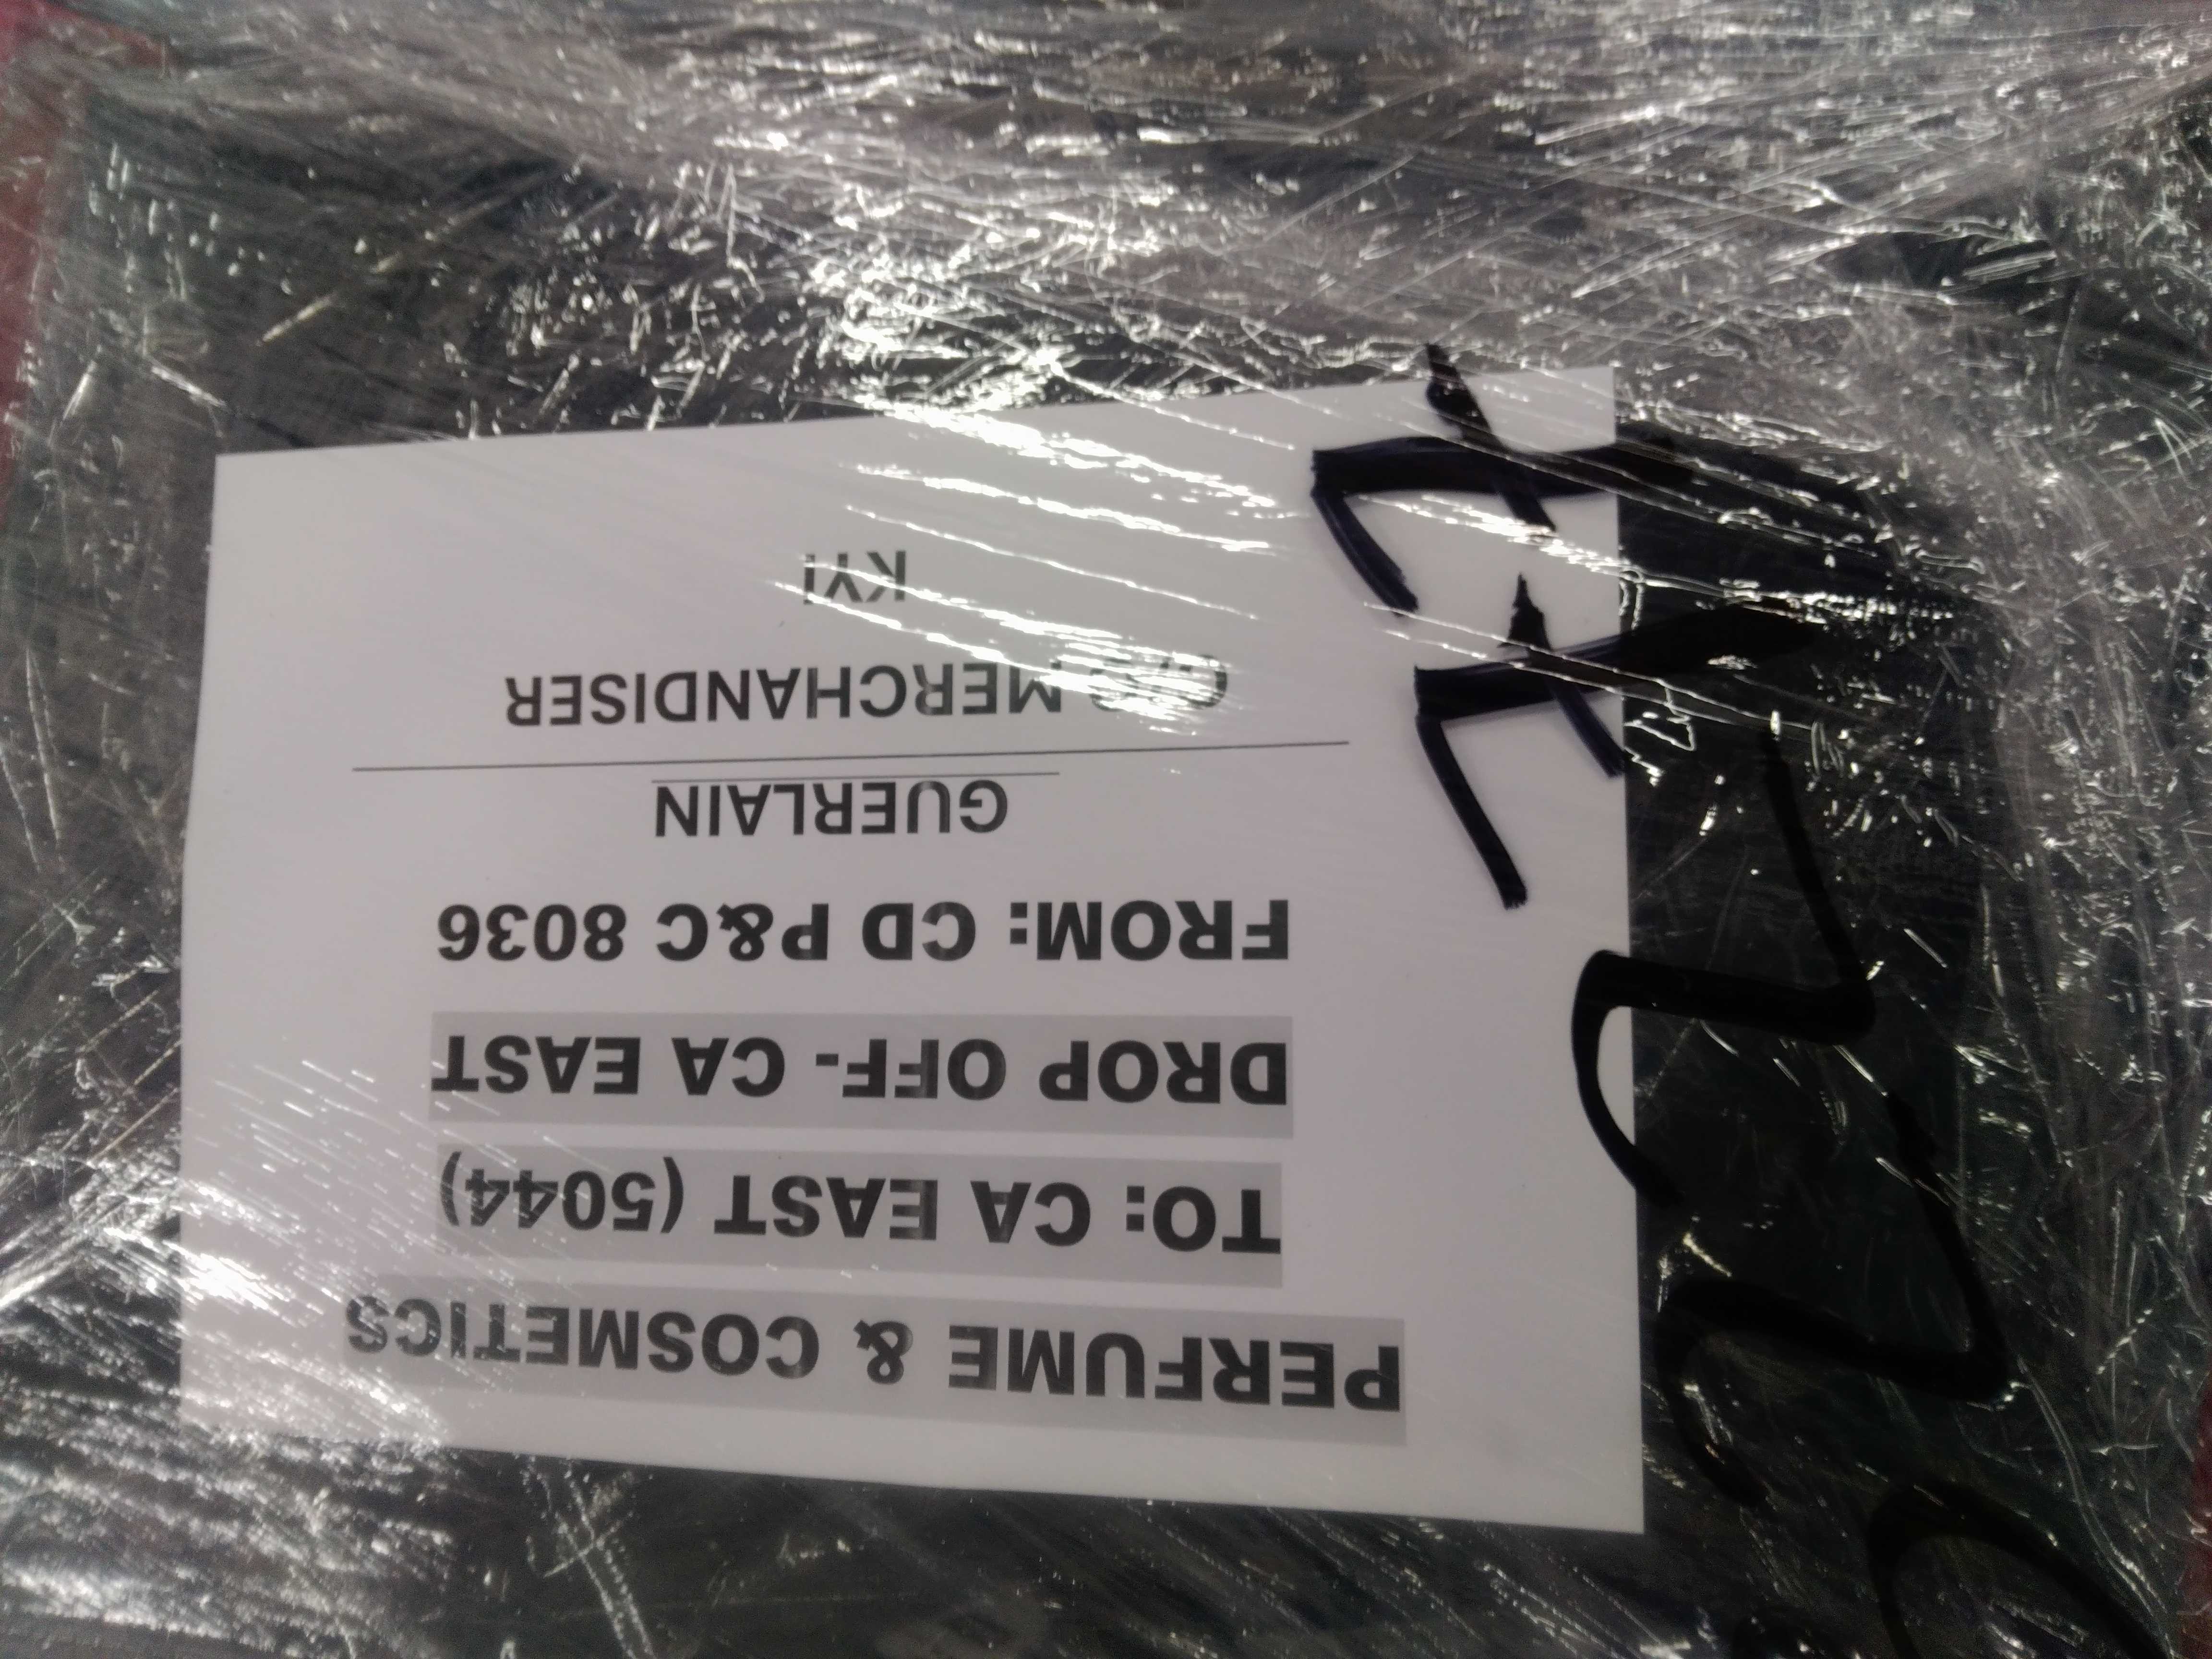 PERFUME & COSMETICS
TO: CA EAST (5044)
DROP OFF- CA EAST
FROM: CD P&C 8036
GUERLAIN
MERCHANDISER
KYI